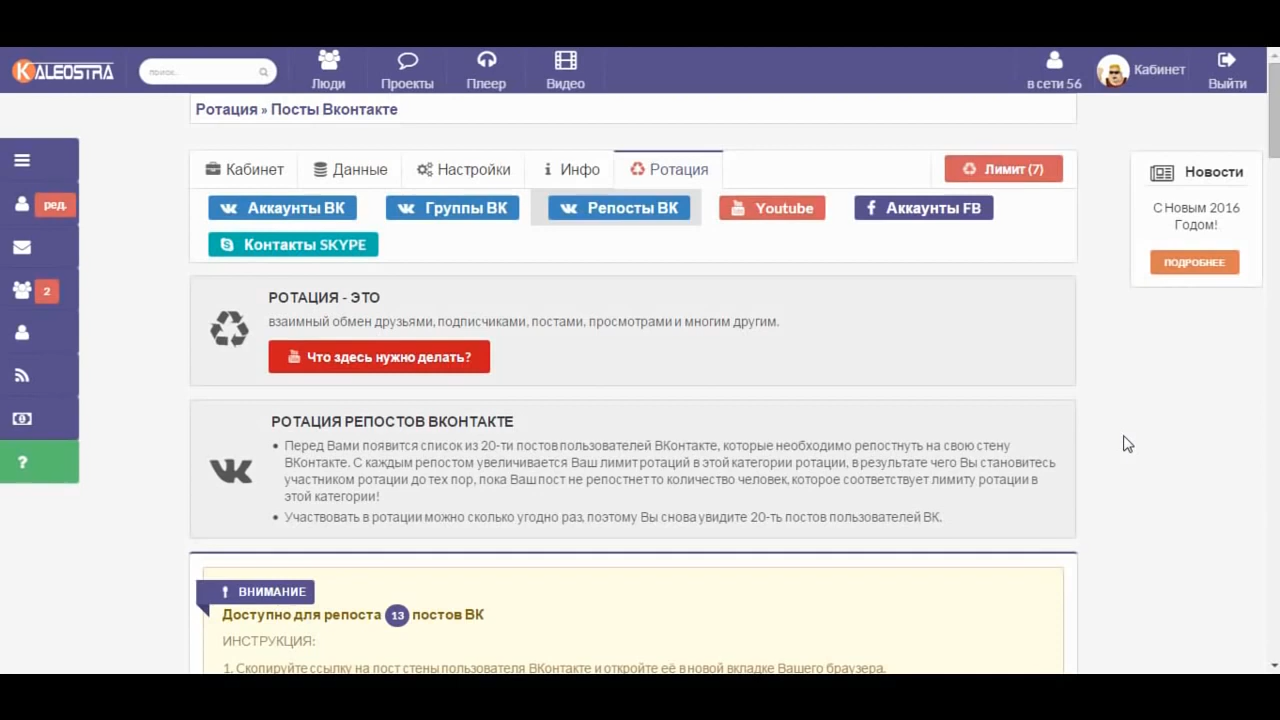 KALEOSTRA
поиск..
Люди
Проекты
Плеер
Видео
в сети 56
Кабинет
Выйти
Ротация » Посты Вконтакте
Кабинет
Данные
Настройки
Инфо
Ротация
Лимит (7)
Аккаунты ВК
Группы ВК
Репосты ВК
Youtube
Аккаунты FB
Контакты SKYPE
ред.
2
?
Новости
С Новым 2016
Годом!
ПОДРОБНЕЕ
РОТАЦИЯ - ЭТО
взаимный обмен друзьями, подписчиками, постами, просмотрами и многим другим.
Что здесь нужно делать?
РОТАЦИЯ РЕПОСТОВ ВКОНТАКТЕ
• Перед Вами появится список из 20-ти постов пользователей ВКонтакте, которые необходимо репостнуть на свою стену
ВКонтакте. С каждым репостом увеличивается Ваш лимит ротаций в этой категории ротации, в результате чего Вы становитесь
участником ротации до тех пор, пока Ваш пост не репостнет то количество человек, которое соответствует лимиту ротации в
этой категории!
• Участвовать в ротации можно сколько угодно раз, поэтому Вы снова увидите 20-ть постов пользователей ВК.
ВНИМАНИЕ
Доступно для репоста 13 постов ВК
ИНСТРУКЦИЯ:
1. Скопируйте ссылку на пост стены пользователя ВКонтакте и откройте её в новой вкладке Вашего браузера.